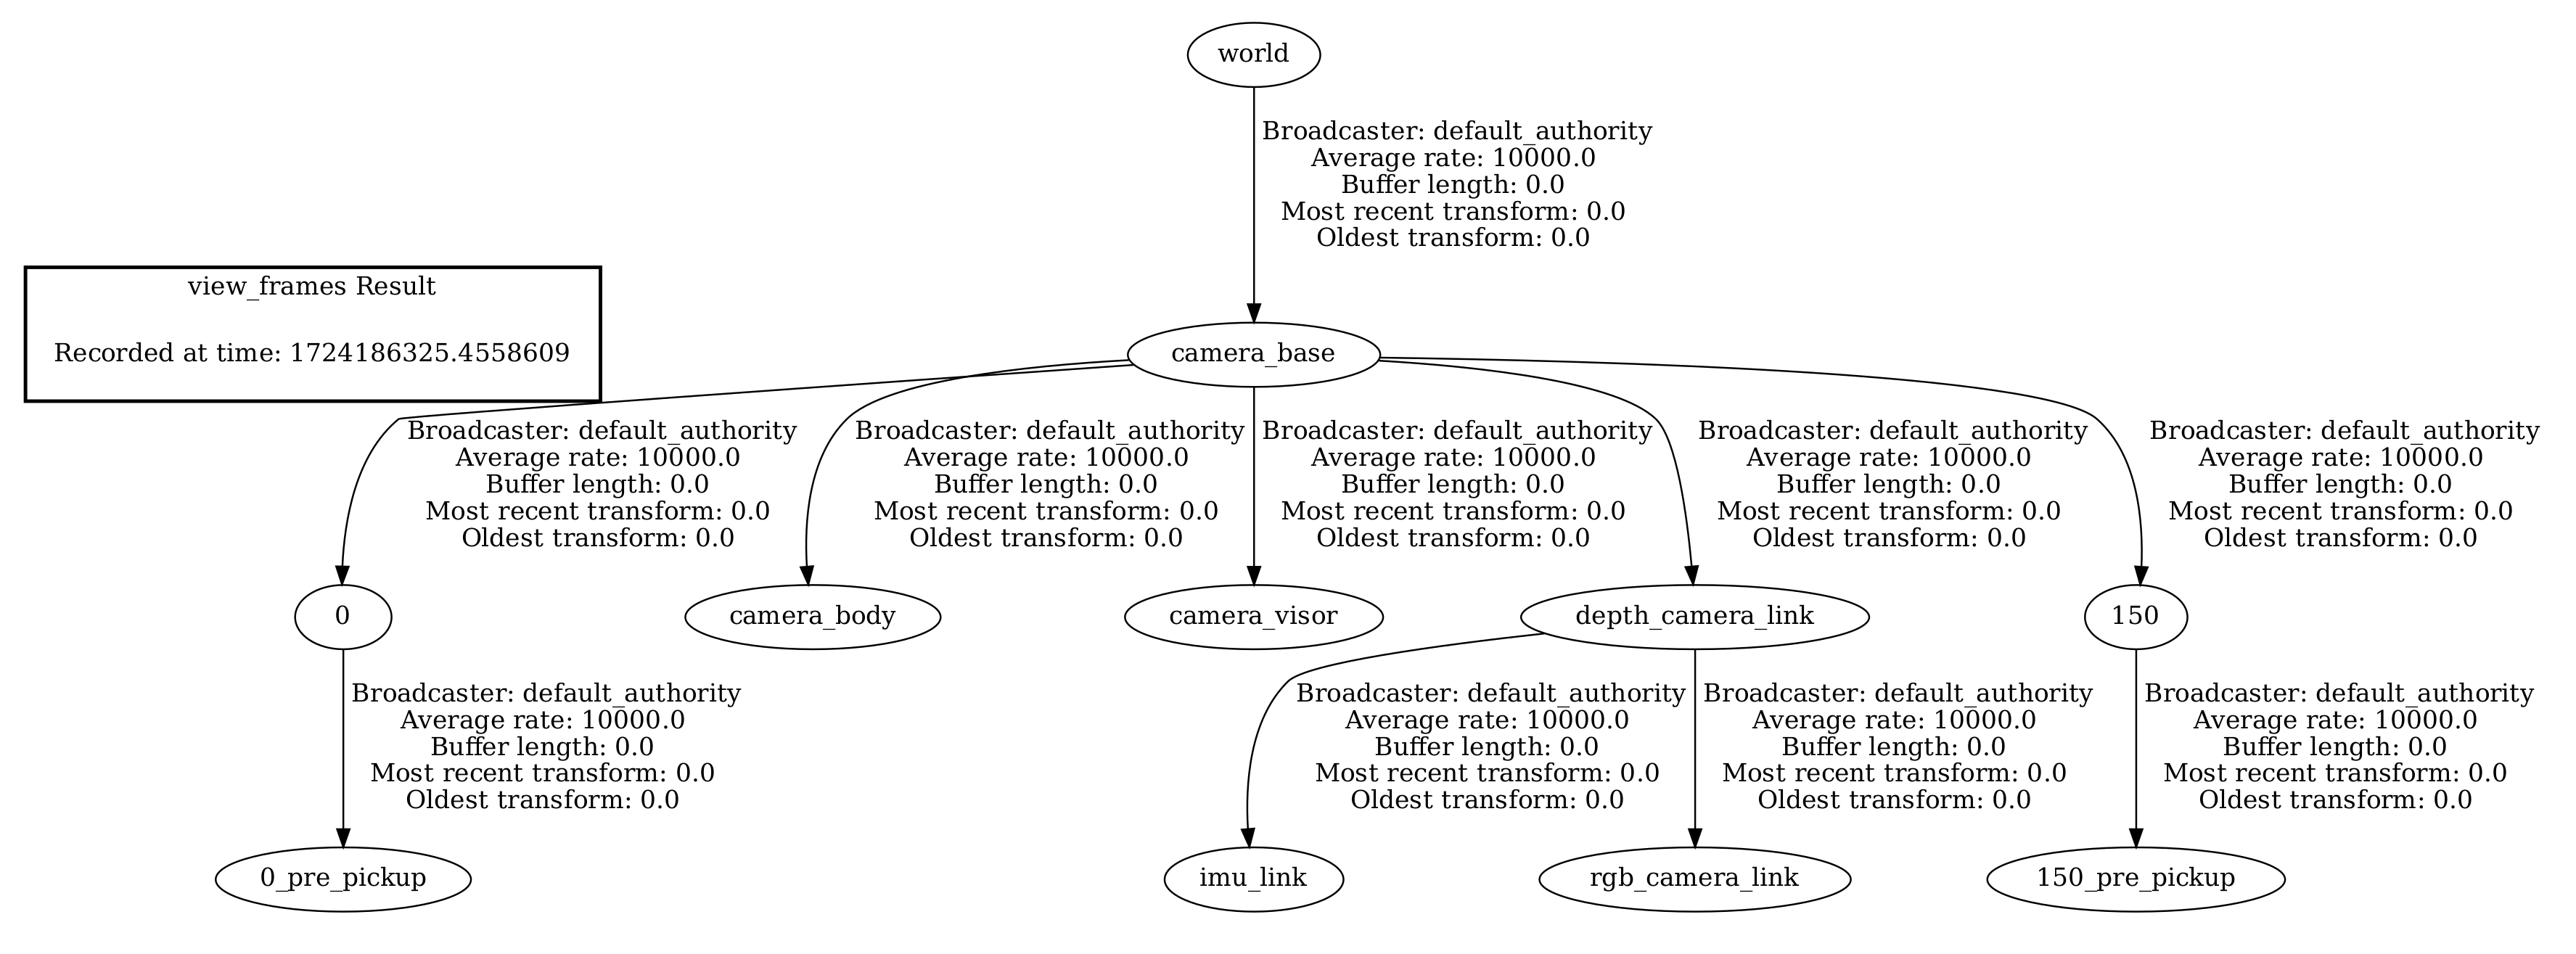 world
Broadcaster: default_authority
Average rate: 10000.0
Buffer length: 0.0
Most recent transform: 0.0
Oldest transform: 0.0
view_frames Result
Recorded at time: 1724186325.4558609
camera_base
Broadcaster: default_authority
Average rate: 10000.0
Buffer length: 0.0
Most recent transform: 0.0
Oldest transform: 0.0
Broadcaster: default_authority
Average rate: 10000.0
Buffer length: 0.0
Most recent transform: 0.0
Oldest transform: 0.0
Broadcaster: default_authority
Average rate: 10000.0
Buffer length: 0.0
Most recent transform: 0.0
Oldest transform: 0.0
Broadcaster: default_authority
Average rate: 10000.0
Buffer length: 0.0
Most recent transform: 0.0
Oldest transform: 0.0
Broadcaster: default_authority
Average rate: 10000.0
Buffer length: 0.0
Most recent transform: 0.0
Oldest transform: 0.0
0
camera_body
camera_visor
depth_camera_link
150
Broadcaster: default_authority
Average rate: 10000.0
Buffer length: 0.0
Most recent transform: 0.0
Oldest transform: 0.0
Broadcaster: default_authority
Average rate: 10000.0
Buffer length: 0.0
Most recent transform: 0.0
Oldest transform: 0.0
Broadcaster: default_authority
Average rate: 10000.0
Buffer length: 0.0
Most recent transform: 0.0
Oldest transform: 0.0
Broadcaster: default_authority
Average rate: 10000.0
Buffer length: 0.0
Most recent transform: 0.0
Oldest transform: 0.0
0_pre_pickup
imu_link
rgb_camera_link
150_pre_pickup